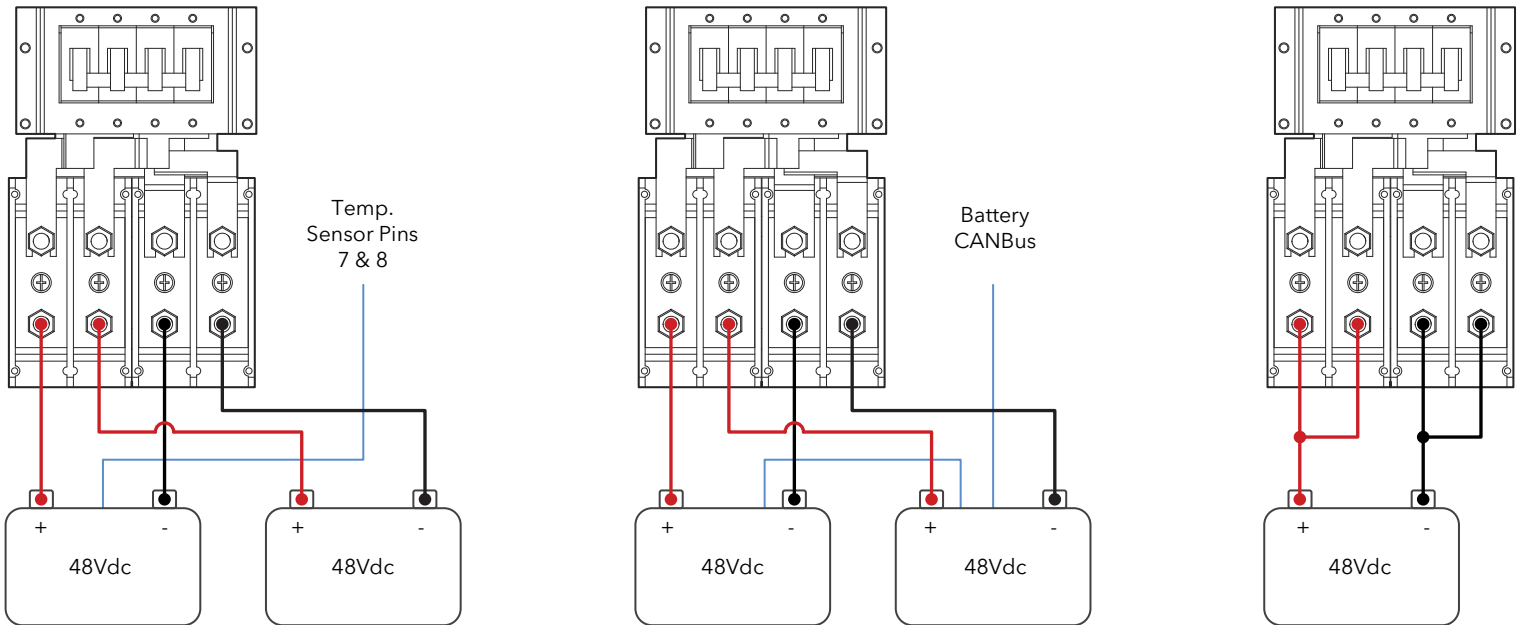 Temp.
Sensor Pins
7 & 8
+ -
48Vdc
+ -
48Vdc
Battery
CANBus
+ -
48Vdc
+ -
48Vdc
+ -
48Vdc